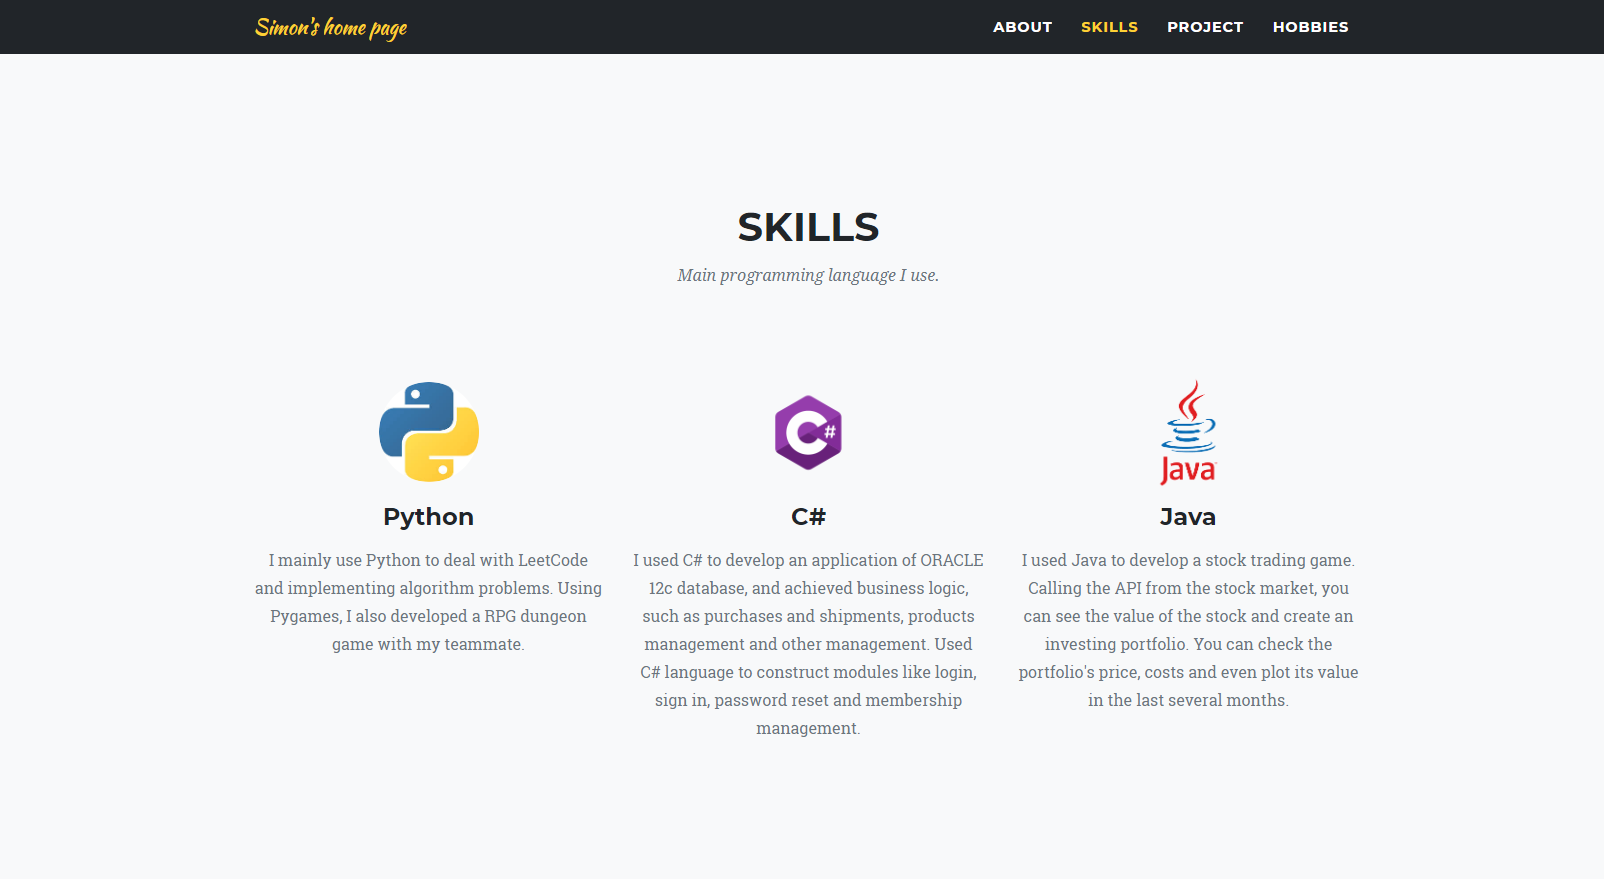 Simon's home page
ABOUT SKILLS PROJECT HOBBIES
SKILLS
Main programming language I use.
C#
Java
Python
I mainly use Python to deal with LeetCode
and implementing algorithm problems. Using
Pygames, I also developed a RPG dungeon
game with my teammate.
C#
I used C# to develop an application of ORACLE
12c database, and achieved business logic,
such as purchases and shipments, products
management and other management. Used
C# language to construct modules like login,
sign in, password reset and membership
management.
Java
I used Java to develop a stock trading game.
Calling the API from the stock market, you
can see the value of the stock and create an
investing portfolio. You can check the
portfolio's price, costs and even plot its value
in the last several months.